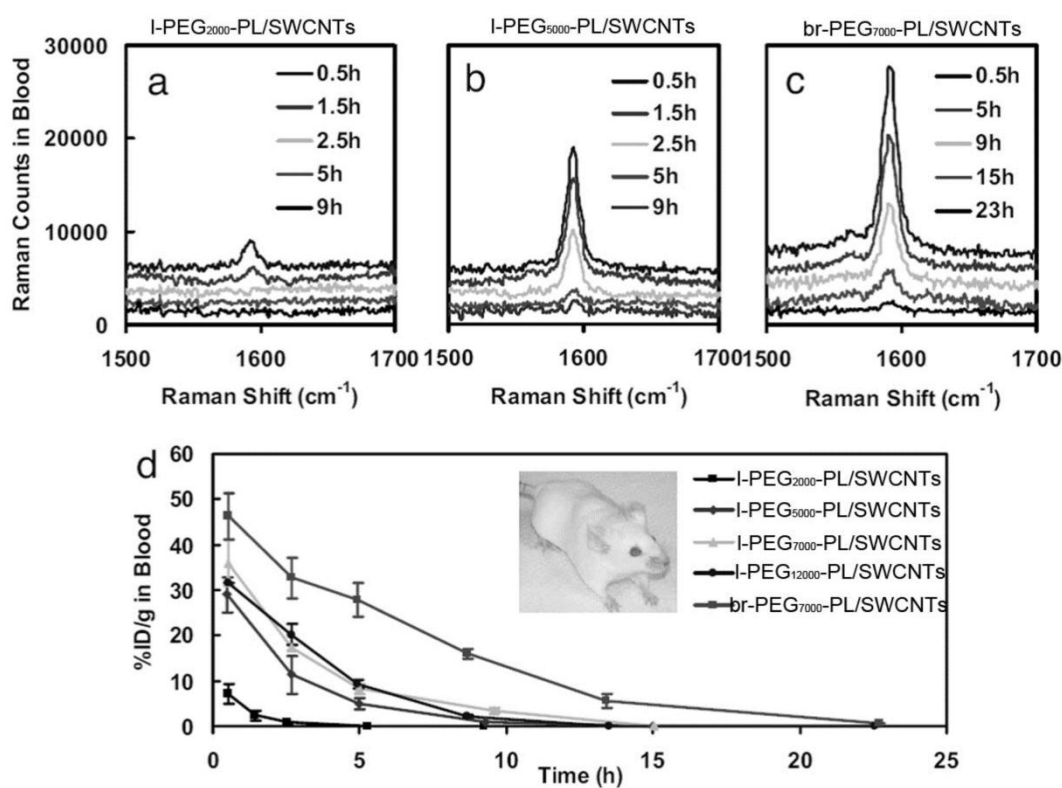 l-PEG2000-PL/SWCNTs
l-PEG5000-PL/SWCNTs
br-PEG7000-PL/SWCNTs
Raman Counts in Blood
30000
20000
10000
0
a
0.5h
1.5h
2.5h
5h
9h
1500
1600
1700
Raman Shift (cm-1)
b
0.5h
1.5h
2.5h
5h
9h
1500
1600
1700
Raman Shift (cm-1)
c
0.5h
5h
9h
15h
23h
1500
1600
1700
Raman Shift (cm-1)
d
%ID/g in Blood
60
50
40
30
20
10
0
l-PEG2000-PL/SWCNTs
l-PEG5000-PL/SWCNTs
l-PEG7000-PL/SWCNTs
l-PEG12000-PL/SWCNTs
br-PEG7000-PL/SWCNTs
0 5 10 15 20 25
Time (h)